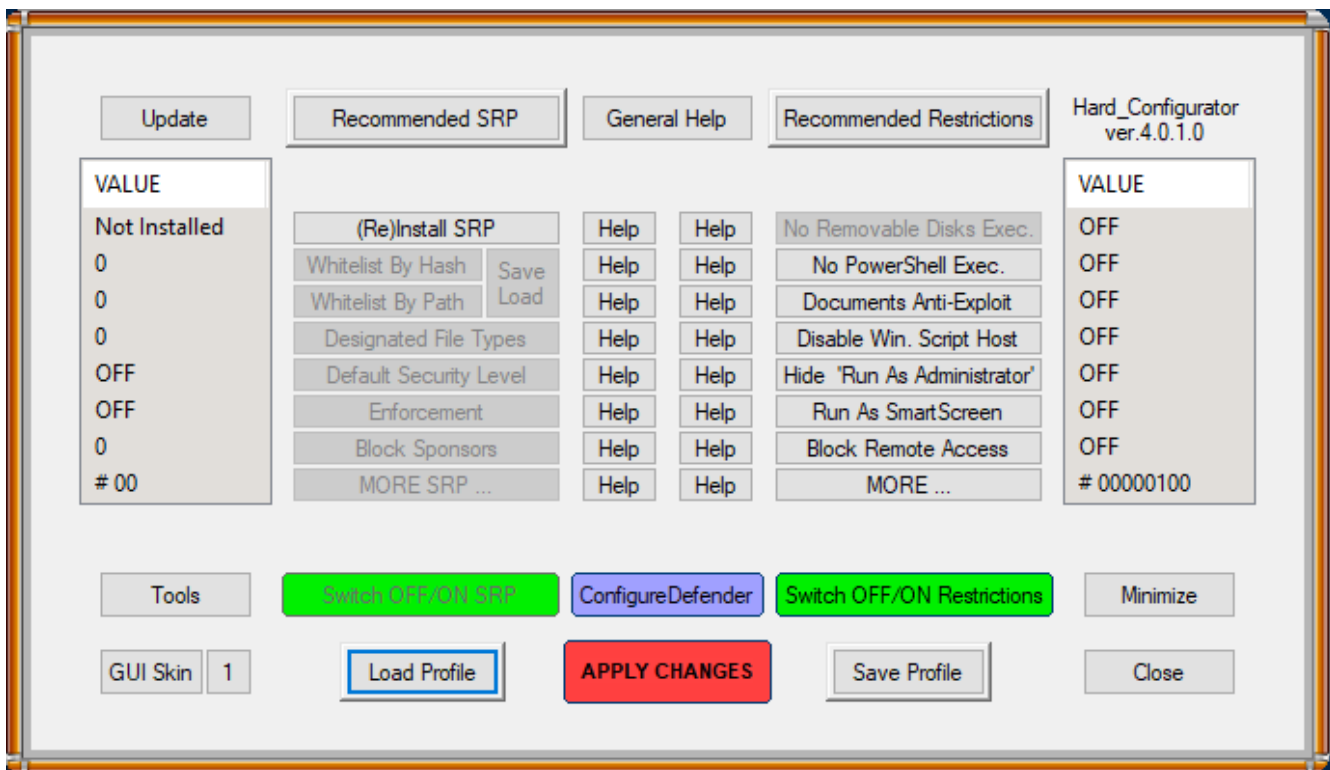 Update
Recommended SRP
General Help
Recommended Restrictions
Hard_Configurator
ver.4.0.1.0
VALUE
VALUE
Not Installed
(Re)Install SRP
Help
Help
No Removable Disks Exec.
OFF
0
Whitelist By Hash
Save
Load
Help
Help
No PowerShell Exec.
OFF
0
Whitelist By Path
Help
Help
Documents Anti-Exploit
OFF
0
Designated File Types
Help
Help
Disable Win. Script Host
OFF
OFF
Default Security Level
Help
Help
Hide 'Run As Administrator'
OFF
OFF
Enforcement
Help
Help
Run As SmartScreen
OFF
0
Block Sponsors
Help
Help
Block Remote Access
OFF
# 00
MORE SRP ...
Help
Help
MORE ...
# 00000100
Tools
Switch OFF/ON SRP
ConfigureDefender
Switch OFF/ON Restrictions
Minimize
GUI Skin
1
Load Profile
APPLY CHANGES
Save Profile
Close